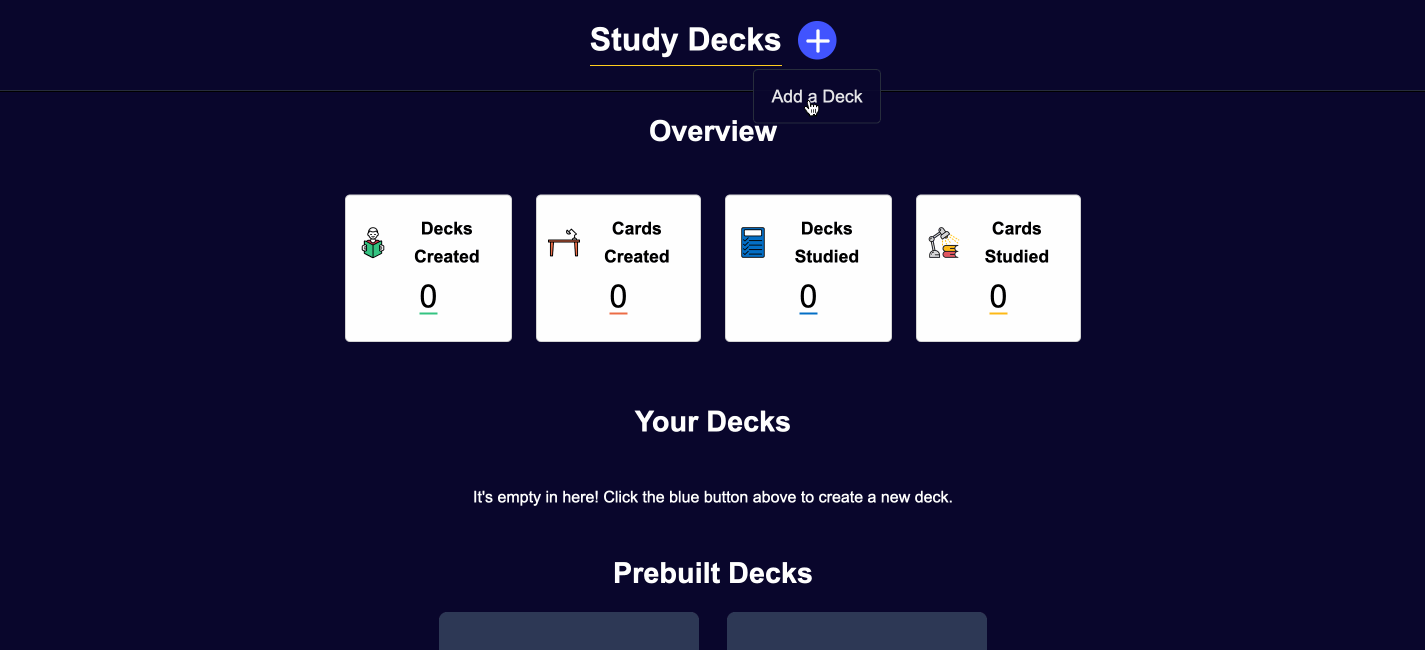 Study Decks
Add a Deck
Overview
Decks
Created
0
Cards
Created
0
Decks
Studied
0
Cards
Studied
0
Your Decks
It's empty in here! Click the blue button above to create a new deck.
Prebuilt Decks